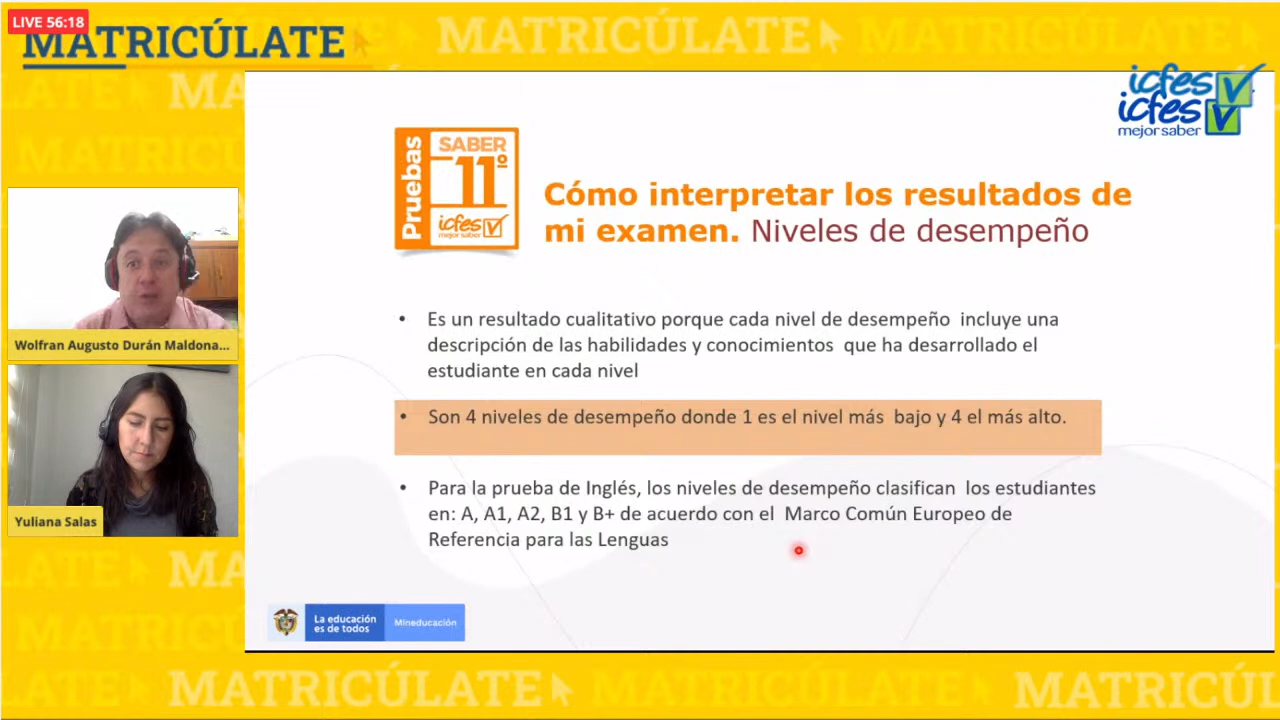 LIVE 56:18
MATRICÚLATE
MATRICÚLATE
MATRICÚLATE
icfes
icfes
mejor saber
Pruebas
SABER
11º
icfes
mejor saber
Cómo interpretar los resultados de
mi examen. Niveles de desempeño
• Es un resultado cualitativo porque cada nivel de desempeño incluye una
descripción de las habilidades y conocimientos que ha desarrollado el
estudiante en cada nivel
• Son 4 niveles de desempeño donde 1 es el nivel más bajo y 4 el más alto.
• Para la prueba de Inglés, los niveles de desempeño clasifican los estudiantes
en: A, A1, A2, B1 y B+ de acuerdo con el Marco Común Europeo de
Referencia para las Lenguas
Wolfran Augusto Durán Maldona...
Yuliana Salas
La educación
es de todos
Mineducación
MATRICÚLATE
MATRICÚLATE
MATRICÚL